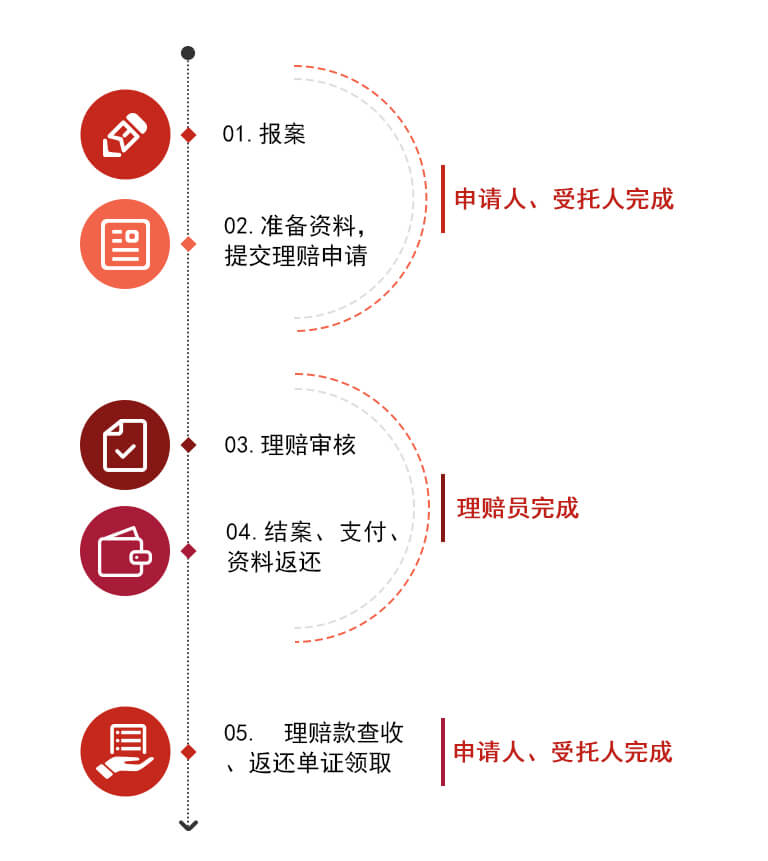 01. 报案
02. 准备资料，
提交理赔申请
申请人、受托人完成
03. 理赔审核
04. 结案、支付、
资料返还
理赔员完成
05. 理赔款查收
、返还单证领取
申请人、受托人完成